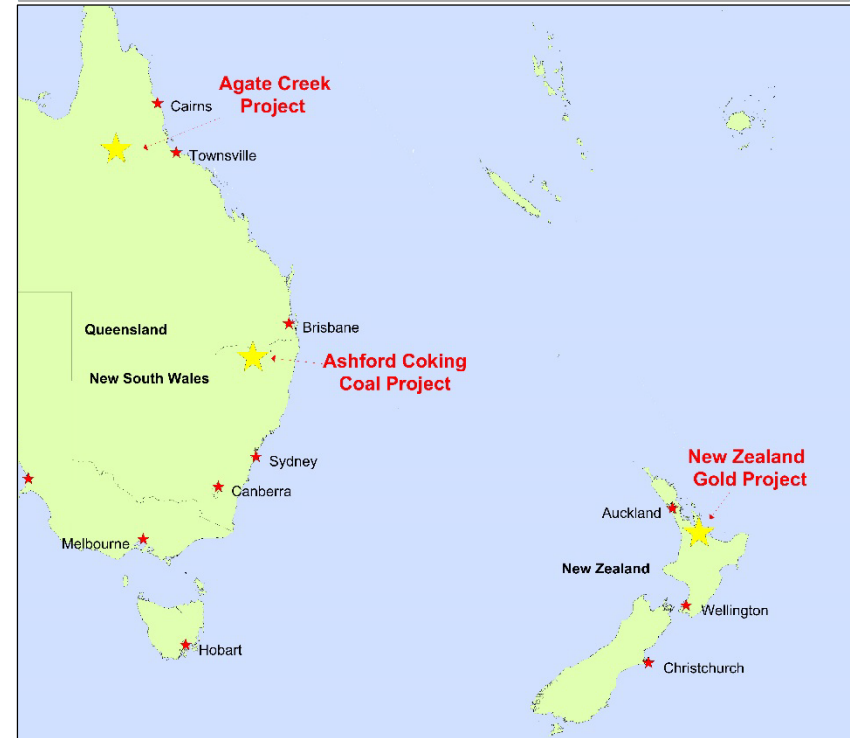 Agate Creek
Project
Cairns
Townsville
Queensland
Brisbane
New South Wales
Ashford Coking
Coal Project
Sydney
Canberra
Melbourne
Hobart
New Zealand
Gold Project
Auckland
New Zealand
Wellington
Christchurch